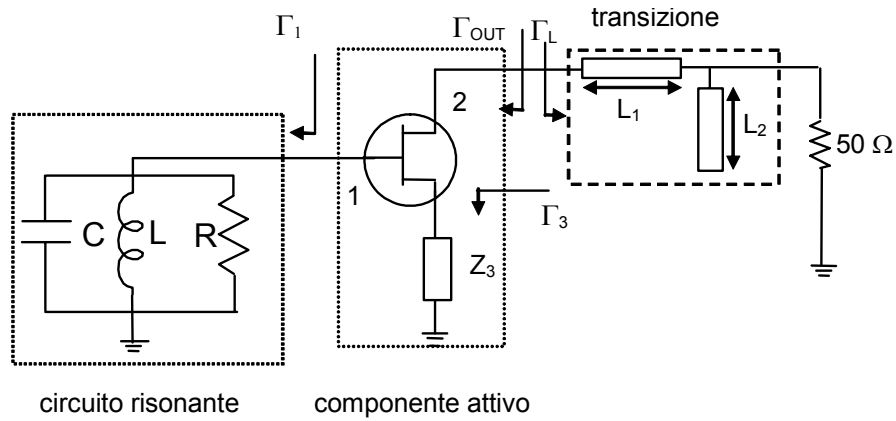 transizione
Γ1
ΓOUT
ΓL
2
L1
L2
50 Ω
1
Γ3
C
L
R
Z3
circuito risonante
componente attivo